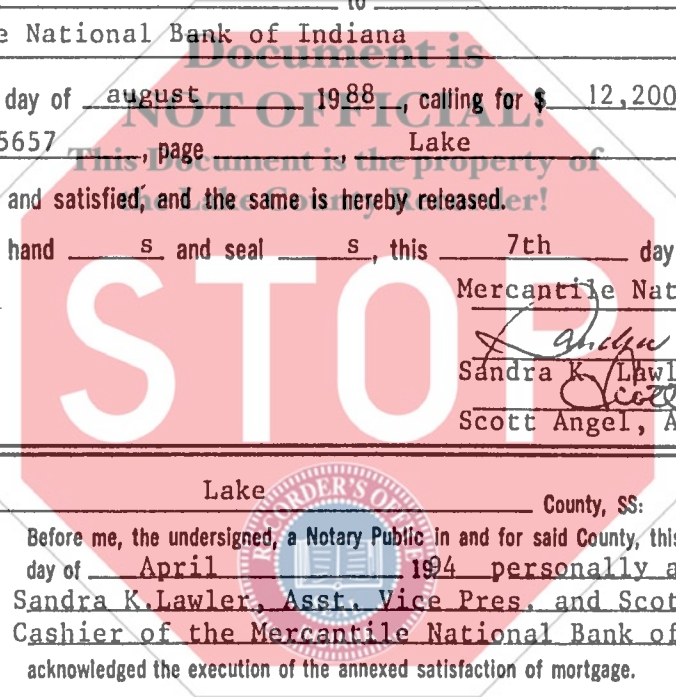 to
e National Bank of Indiana
Document is
day of august 1988, calling for $ 12,200
NOT OFFICIAL!
5657, page , Lake
This Document is the property of
and satisfied, and the same is hereby released.
the Lake County Recorder!
hand s and seal s, this 7th day
STOP
Mercantile Nat
Sandra
Sandra K. Lawl
Scott
Scott Angel, A
Lake County, SS:
RECORDER'S OFFICE
Before me, the undersigned, a Notary Public in and for said County, this
day of April 1994 personally a
Sandra K.Lawler, Asst. Vice Pres. and Scot
Cashier of the Mercantile National Bank of
acknowledged the execution of the annexed satisfaction of mortgage.